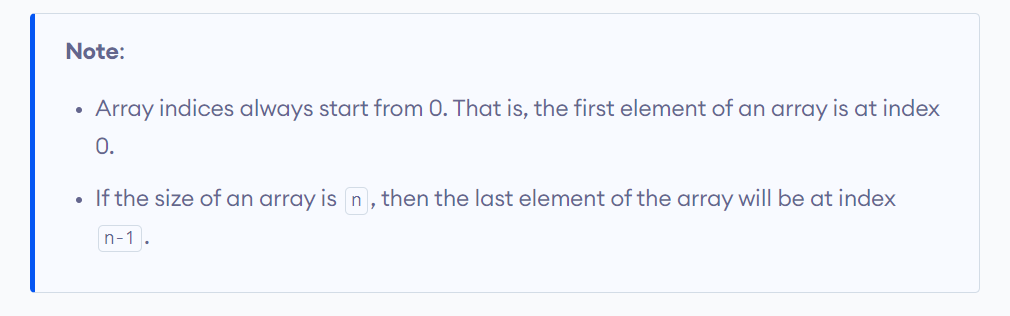 Note:
• Array indices always start from 0. That is, the first element of an array is at index
0.
• If the size of an array is n, then the last element of the array will be at index
n-1.